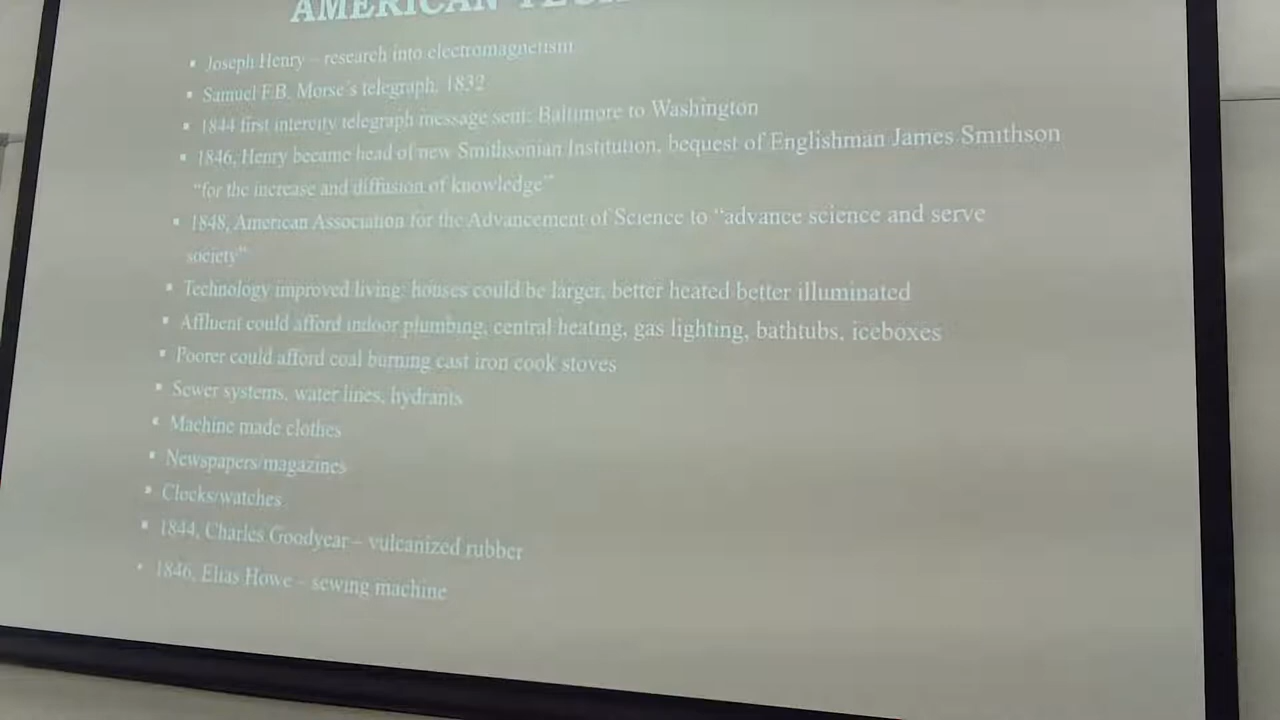 AMERICAN
▪ Joseph Henry – research into electromagnetism
▪ Samuel F.B. Morse's telegraph, 1832
▪ 1844 first intercity telegraph message sent: Baltimore to Washington
▪ 1846, Henry became head of new Smithsonian Institution, bequest of Englishman James Smithson
"for the increase and diffusion of knowledge"
▪ 1848, American Association for the Advancement of Science to "advance science and serve
society"
▪ Technology improved living: houses could be larger, better heated better illuminated
▪ Affluent could afford indoor plumbing, central heating, gas lighting, bathtubs, iceboxes
▪ Poorer could afford coal burning cast iron cook stoves
▪ Sewer systems, water lines, hydrants
▪ Machine made clothes
▪ Newspapers/magazines
▪ Clocks/watches
▪ 1844, Charles Goodyear – vulcanized rubber
▪ 1846, Elias Howe – sewing machine